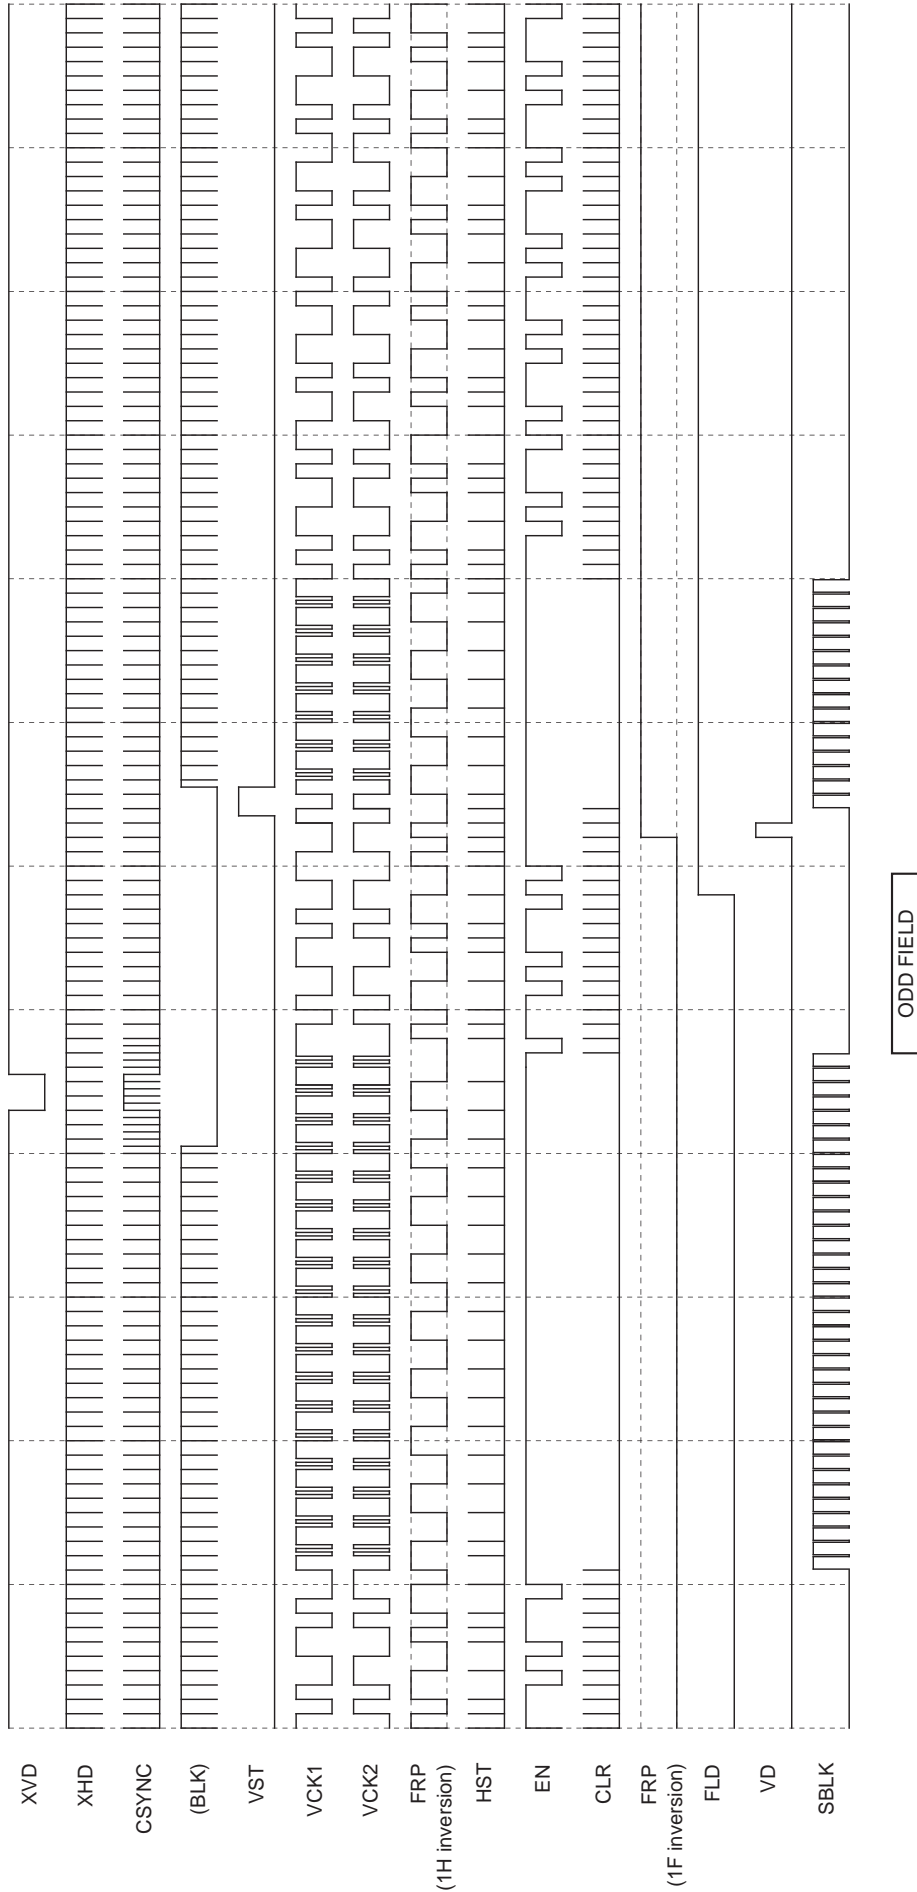 XVD
XHD
CSYNC
(BLK)
VST
VCK1
VCK2
FRP
(1H inversion)
HST
EN
CLR
FRP
(1F inversion)
FLD
VD
SBLK
ODD FIELD